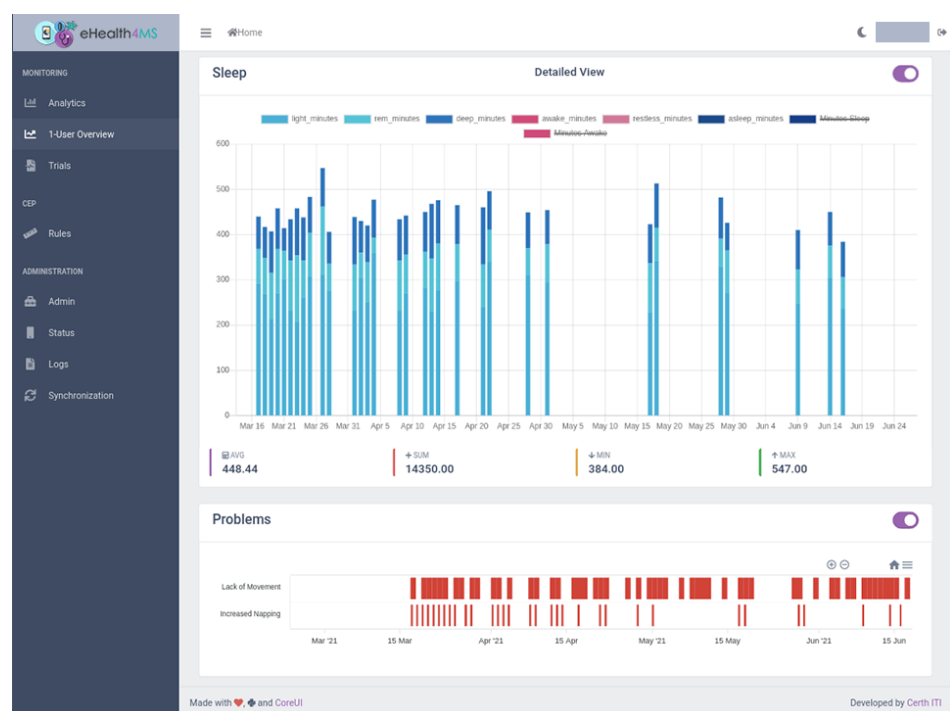 eHealth4MS
Home
MONITORING
Analytics
1-User Overview
Trials
CEP
Rules
ADMINISTRATION
Admin
Status
Logs
Synchronization
Sleep
Detailed View
light_minutes rem_minutes deep_minutes awake_minutes restless_minutes asleep_minutes Minutes Sleep
Minutes Awake
600
500
400
300
200
100
0
Mar 16 Mar 21 Mar 26 Mar 31 Apr 5 Apr 10 Apr 15 Apr 20 Apr 25 Apr 30 May 5 May 10 May 15 May 20 May 25 May 30 Jun 4 Jun 9 Jun 14 Jun 19 Jun 24
AVG
448.44
SUM
14350.00
MIN
384.00
MAX
547.00
Problems
Lack of Movement
Increased Napping
Mar '21 15 Mar Apr '21 15 Apr May '21 15 May Jun '21 15 Jun
Made with , and CoreUI
Developed by Certh ITI